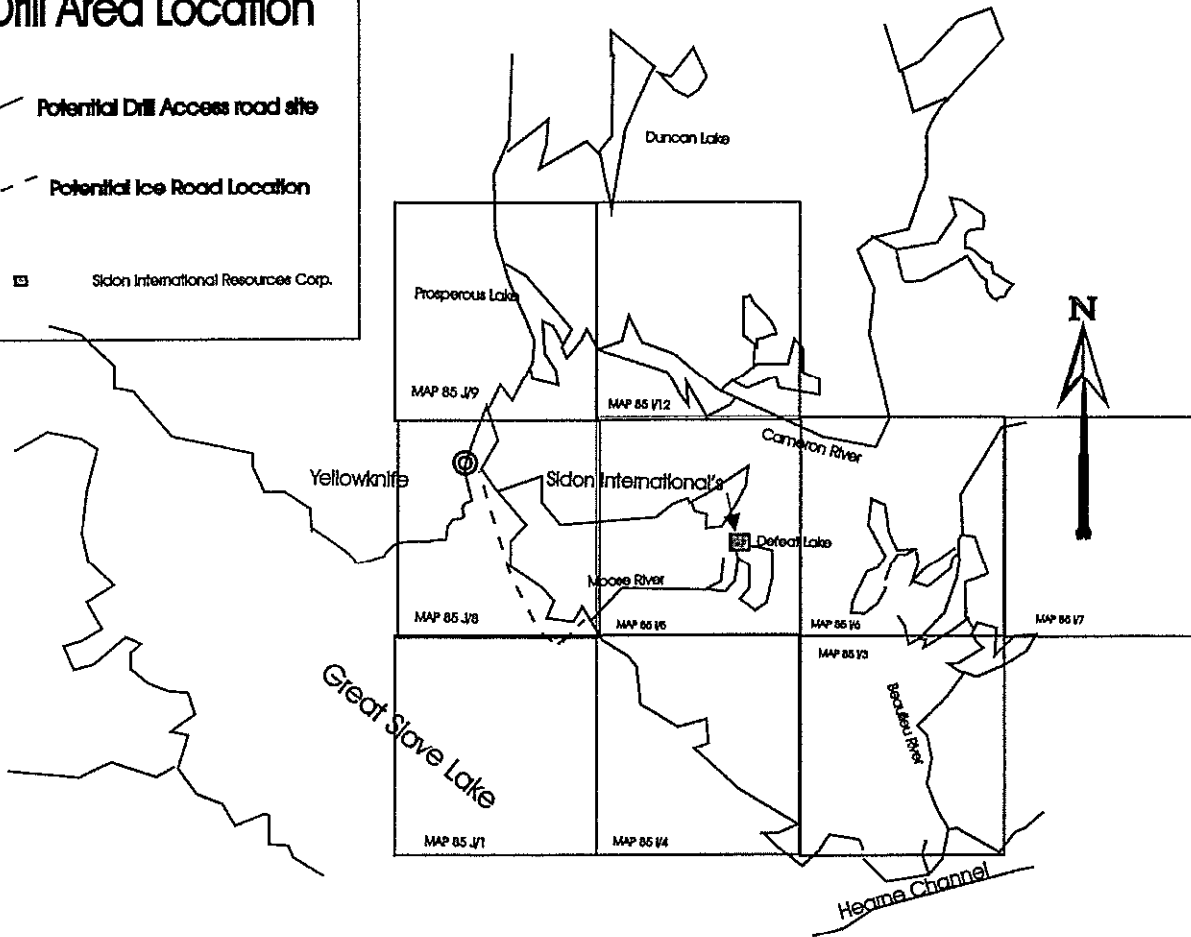 Drill Area Location
Potential Drill Access road site
Potential Ice Road Location
Sidon International Resources Corp.
Duncan Lake
Prosperous Lake
MAP 85 J/9
MAP 85 I/12
N
Cameron River
Yellowknife
Sidon International's
Defeat Lake
Moose River
MAP 85 J/8
MAP 85 I/5
MAP 85 I/6
MAP 85 I/7
MAP 85 I/3
Great Slave Lake
Beaulieu River
MAP 85 J/1
MAP 85 I/4
Hearne Channel